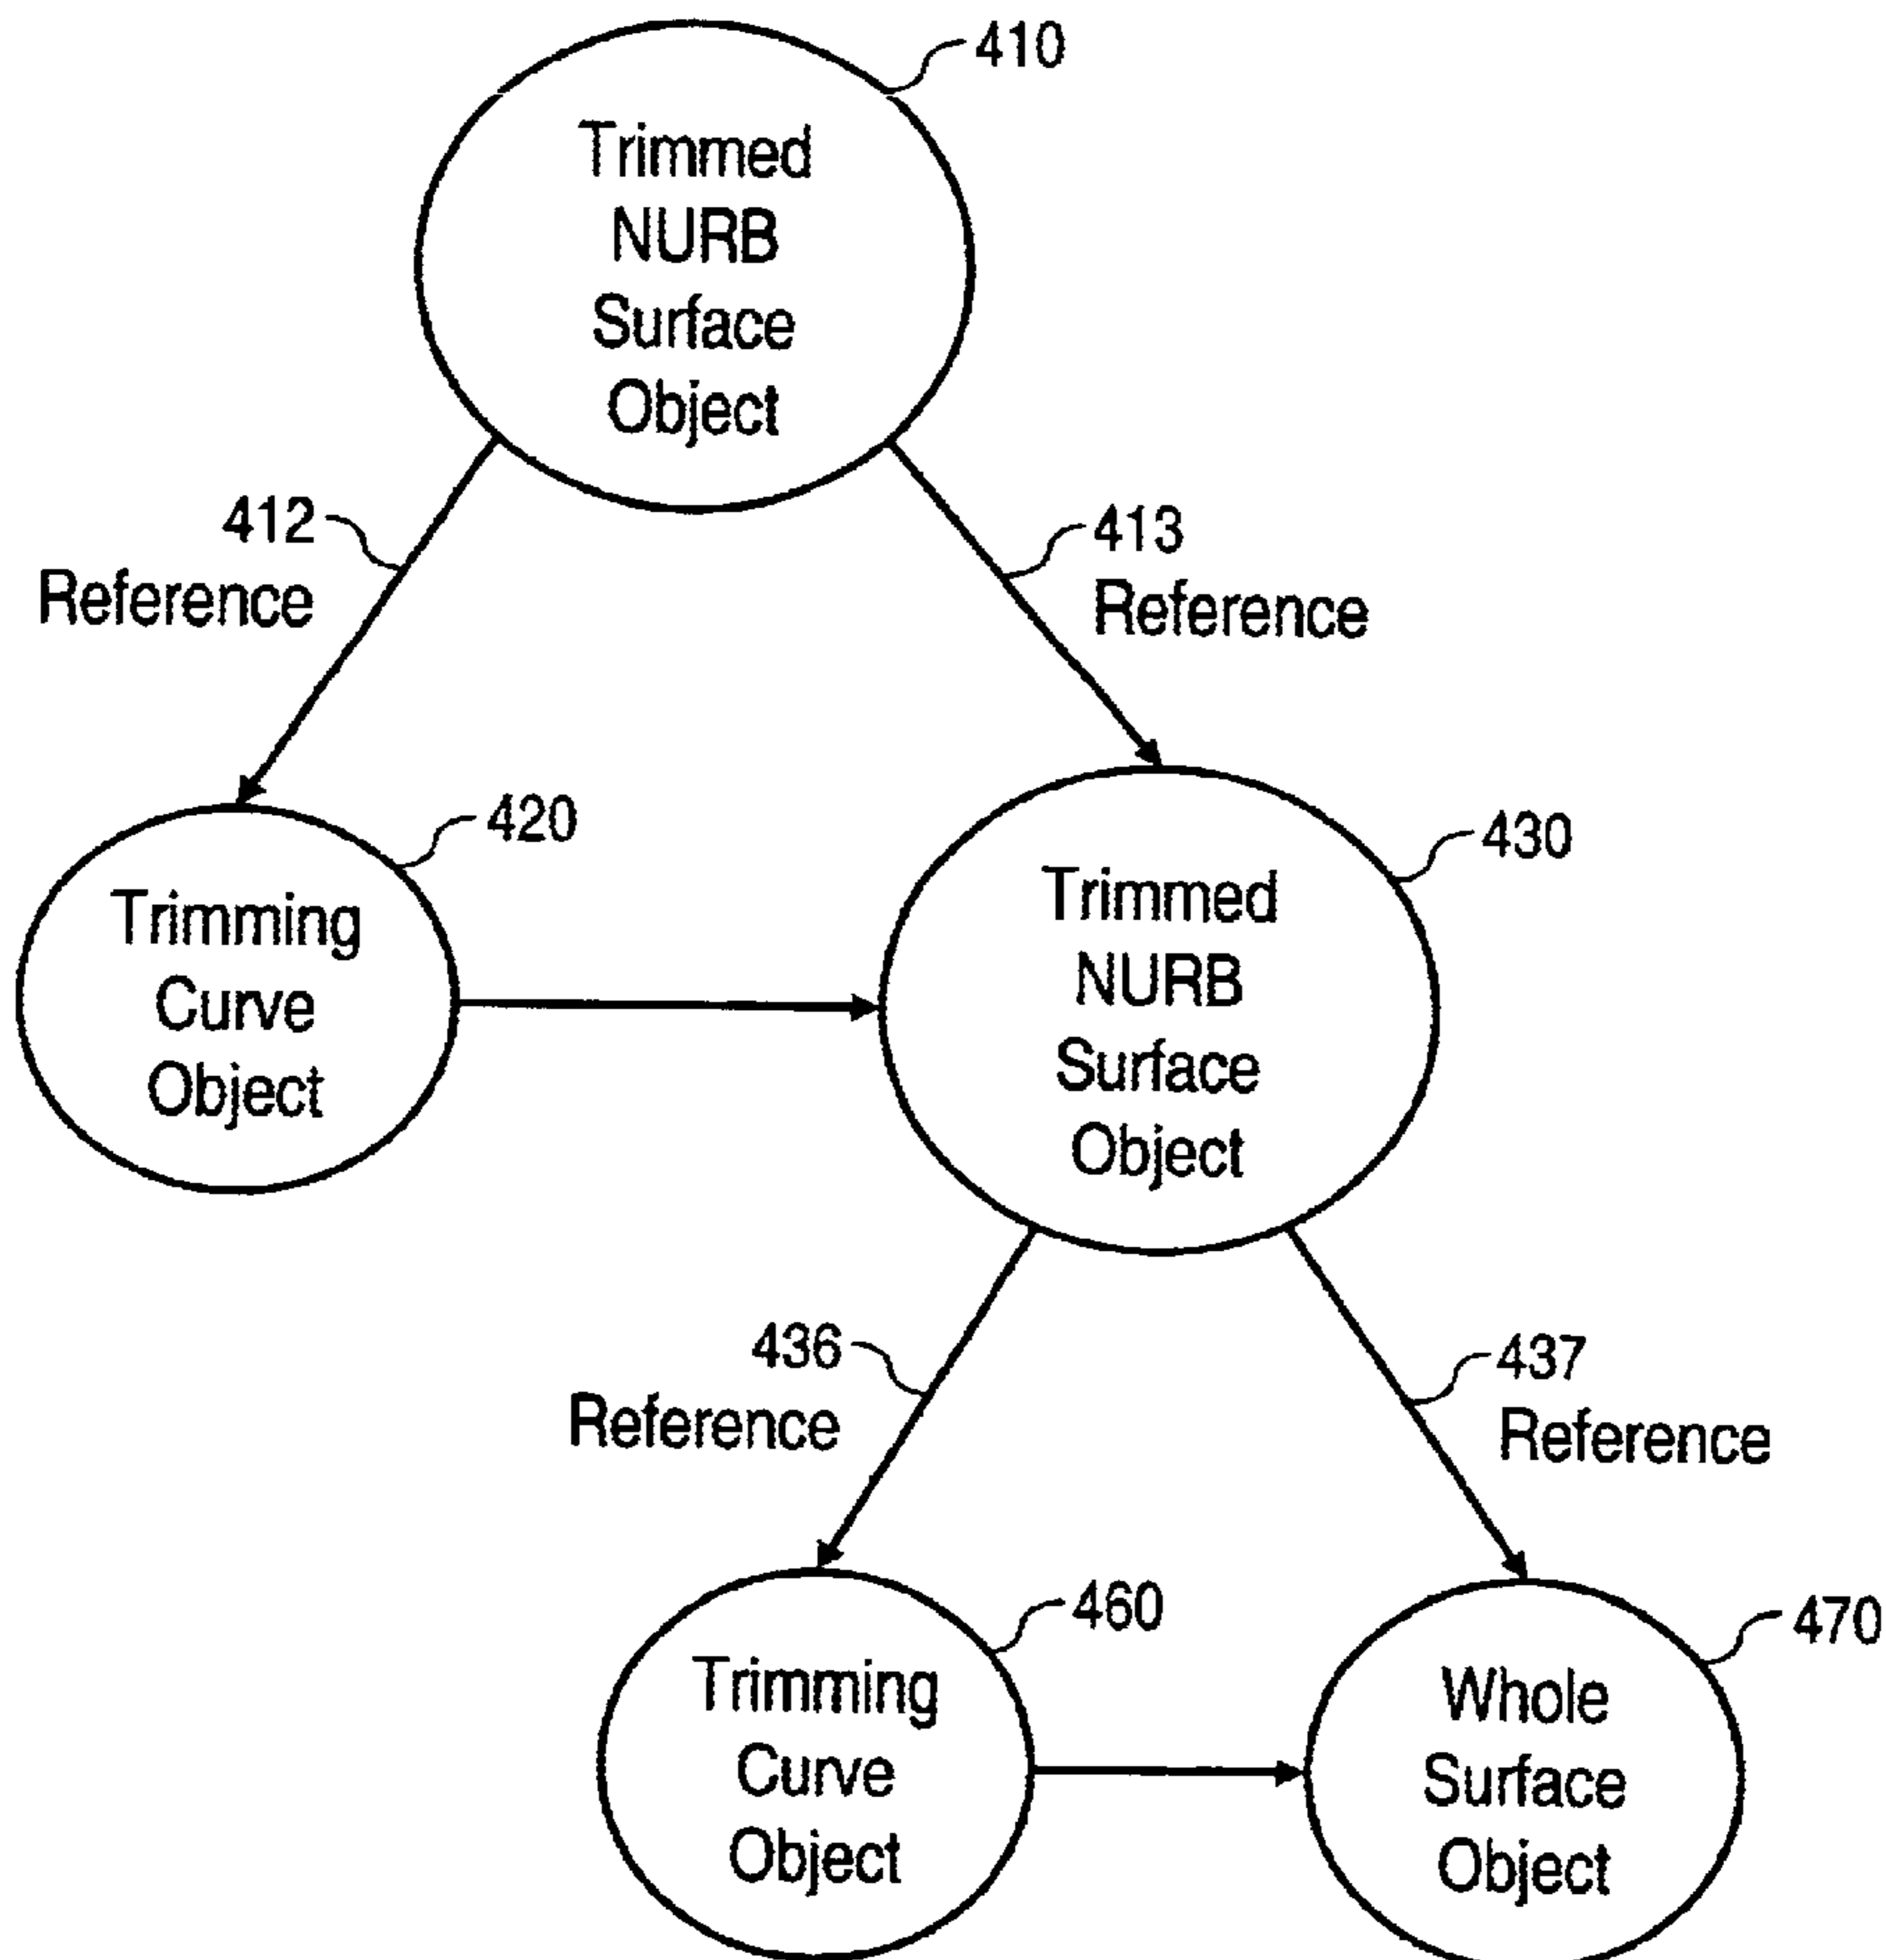 410
Trimmed
NURB
Surface
Object
412
Reference
413
Reference
420
Trimming
Curve
Object
430
Trimmed
NURB
Surface
Object
436
Reference
437
Reference
460
Trimming
Curve
Object
470
Whole
Surface
Object